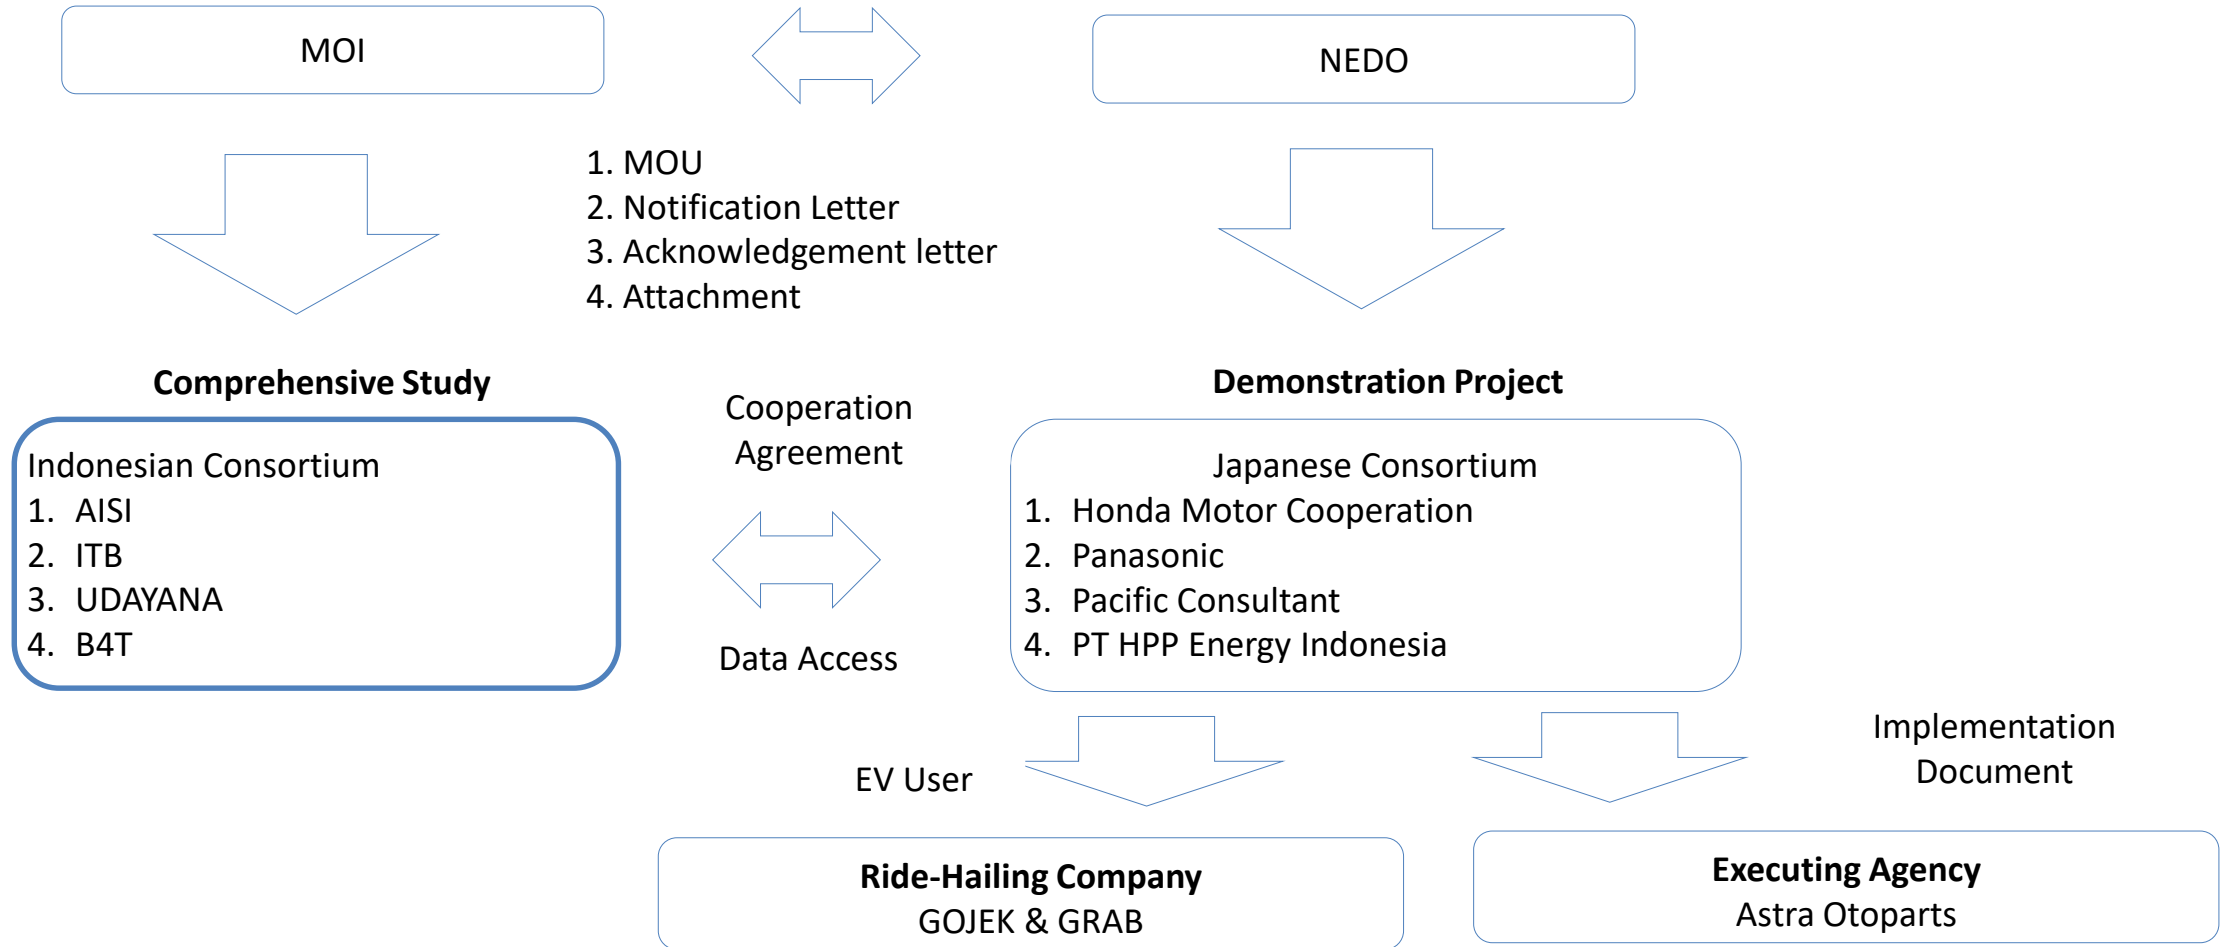 MOI
NEDO
1. MOU
2. Notification Letter
3. Acknowledgement letter
4. Attachment
Comprehensive Study
Indonesian Consortium
1. AISI
2. ITB
3. UDAYANA
4. B4T
Cooperation
Agreement
Data Access
Demonstration Project
Japanese Consortium
1. Honda Motor Cooperation
2. Panasonic
3. Pacific Consultant
4. PT HPP Energy Indonesia
EV User
Implementation
Document
Ride-Hailing Company
GOJEK & GRAB
Executing Agency
Astra Otoparts